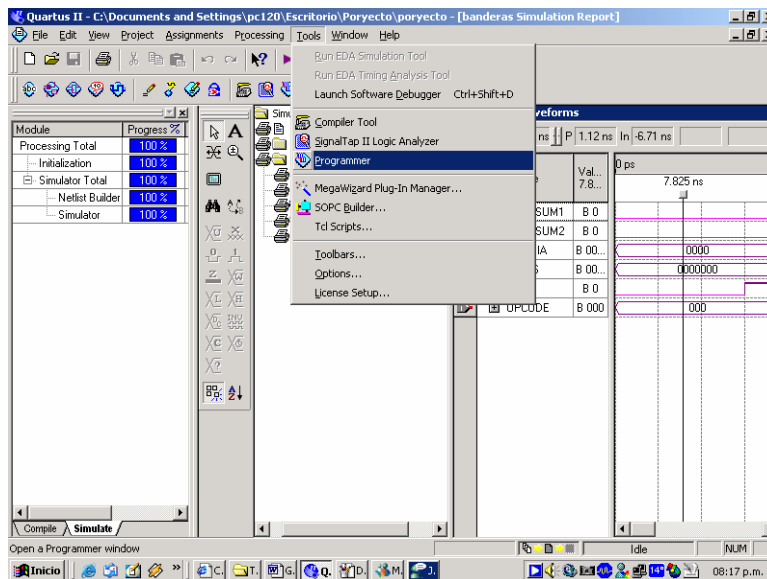 Quartus II - C:\Documents and Settings\pc120\Escritorio\Poryecto\poryecto - [banderas Simulation Report]
File Edit View Project Assignments Processing Tools Window Help
Run EDA Simulation Tool
Run EDA Timing Analysis Tool
Launch Software Debugger Ctrl+Shift+D
Compiler Tool
SignalTap II Logic Analyzer
Programmer
MegaWizard Plug-In Manager...
SOPC Builder...
Tcl Scripts...
Toolbars...
Options...
License Setup...
Module Progress %
Processing Total 100 %
Initialization 100 %
Simulator Total 100 %
Netlist Builder 100 %
Simulator 100 %
Simu
veforms
ns P 1.12 ns In -6.71 ns
Val...
7.8...
0 ps
7.825 ns
SUM1 B 0
SUM2 B 0
IA B 00... 0000
S B 00... 0000000
B 0
OPCODE B 000 000
Compile Simulate
Open a Programmer window
Idle NUM
Inicio C. T. G. Q. D. M. J. 14° 08:17 p.m.